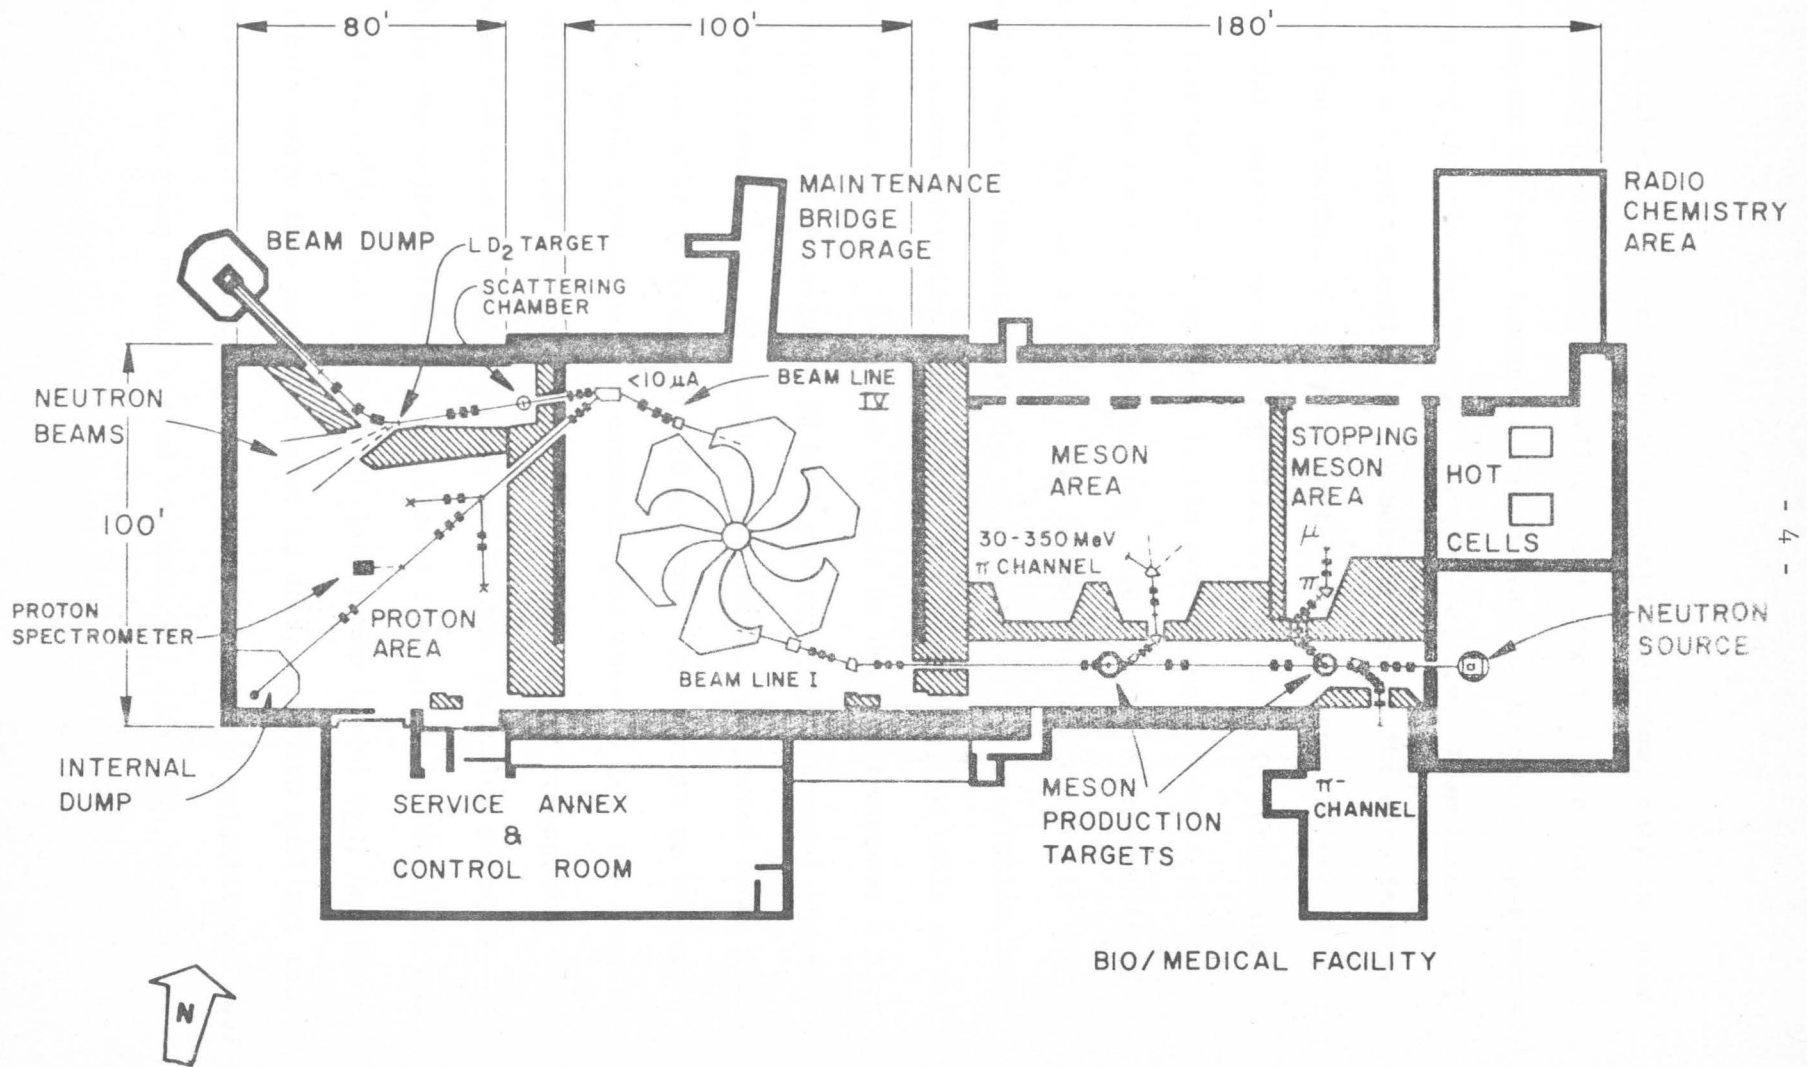 80'
100'
180'
MAINTENANCE
BRIDGE
STORAGE
RADIO
CHEMISTRY
AREA
BEAM DUMP
LD₂ TARGET
SCATTERING
CHAMBER
NEUTRON
BEAMS
<10 μA
BEAM LINE
IV
100'
MESON
AREA
STOPPING
MESON
AREA
HOT
CELLS
30-350 MeV
π CHANNEL
μ
π
PROTON
SPECTROMETER
PROTON
AREA
NEUTRON
SOURCE
BEAM LINE I
INTERNAL
DUMP
SERVICE ANNEX
&
CONTROL ROOM
MESON
PRODUCTION
TARGETS
π-
CHANNEL
BIO/MEDICAL FACILITY
N
- 4 -